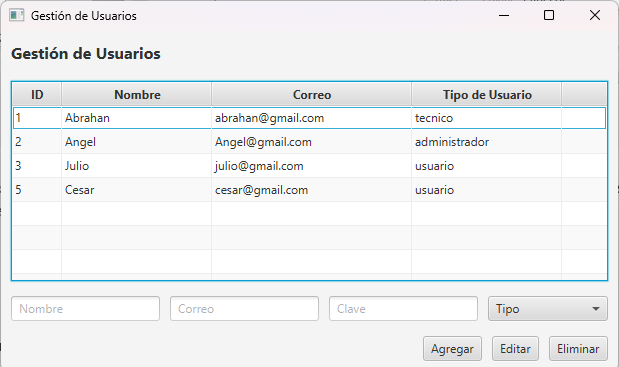 Gestión de Usuarios
Gestión de Usuarios
ID Nombre Correo Tipo de Usuario
1 Abrahan abrahan@gmail.com tecnico
2 Angel Angel@gmail.com administrador
3 Julio julio@gmail.com usuario
5 Cesar cesar@gmail.com usuario
Nombre Correo Clave Tipo
Agregar Editar Eliminar